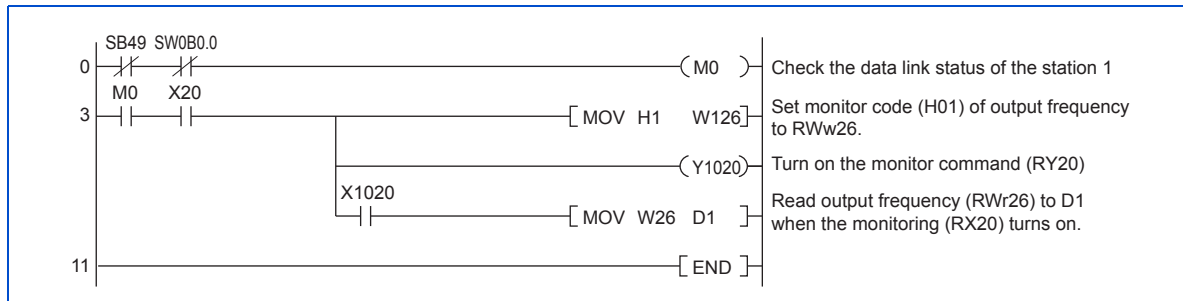 SB49 SW0B0.0
0 M0 Check the data link status of the station 1
M0 X20
3 MOV H1 W126 Set monitor code (H01) of output frequency
to RWw26.
Y1020 Turn on the monitor command (RY20)
X1020
MOV W26 D1 Read output frequency (RWr26) to D1
when the monitoring (RX20) turns on.
11 END